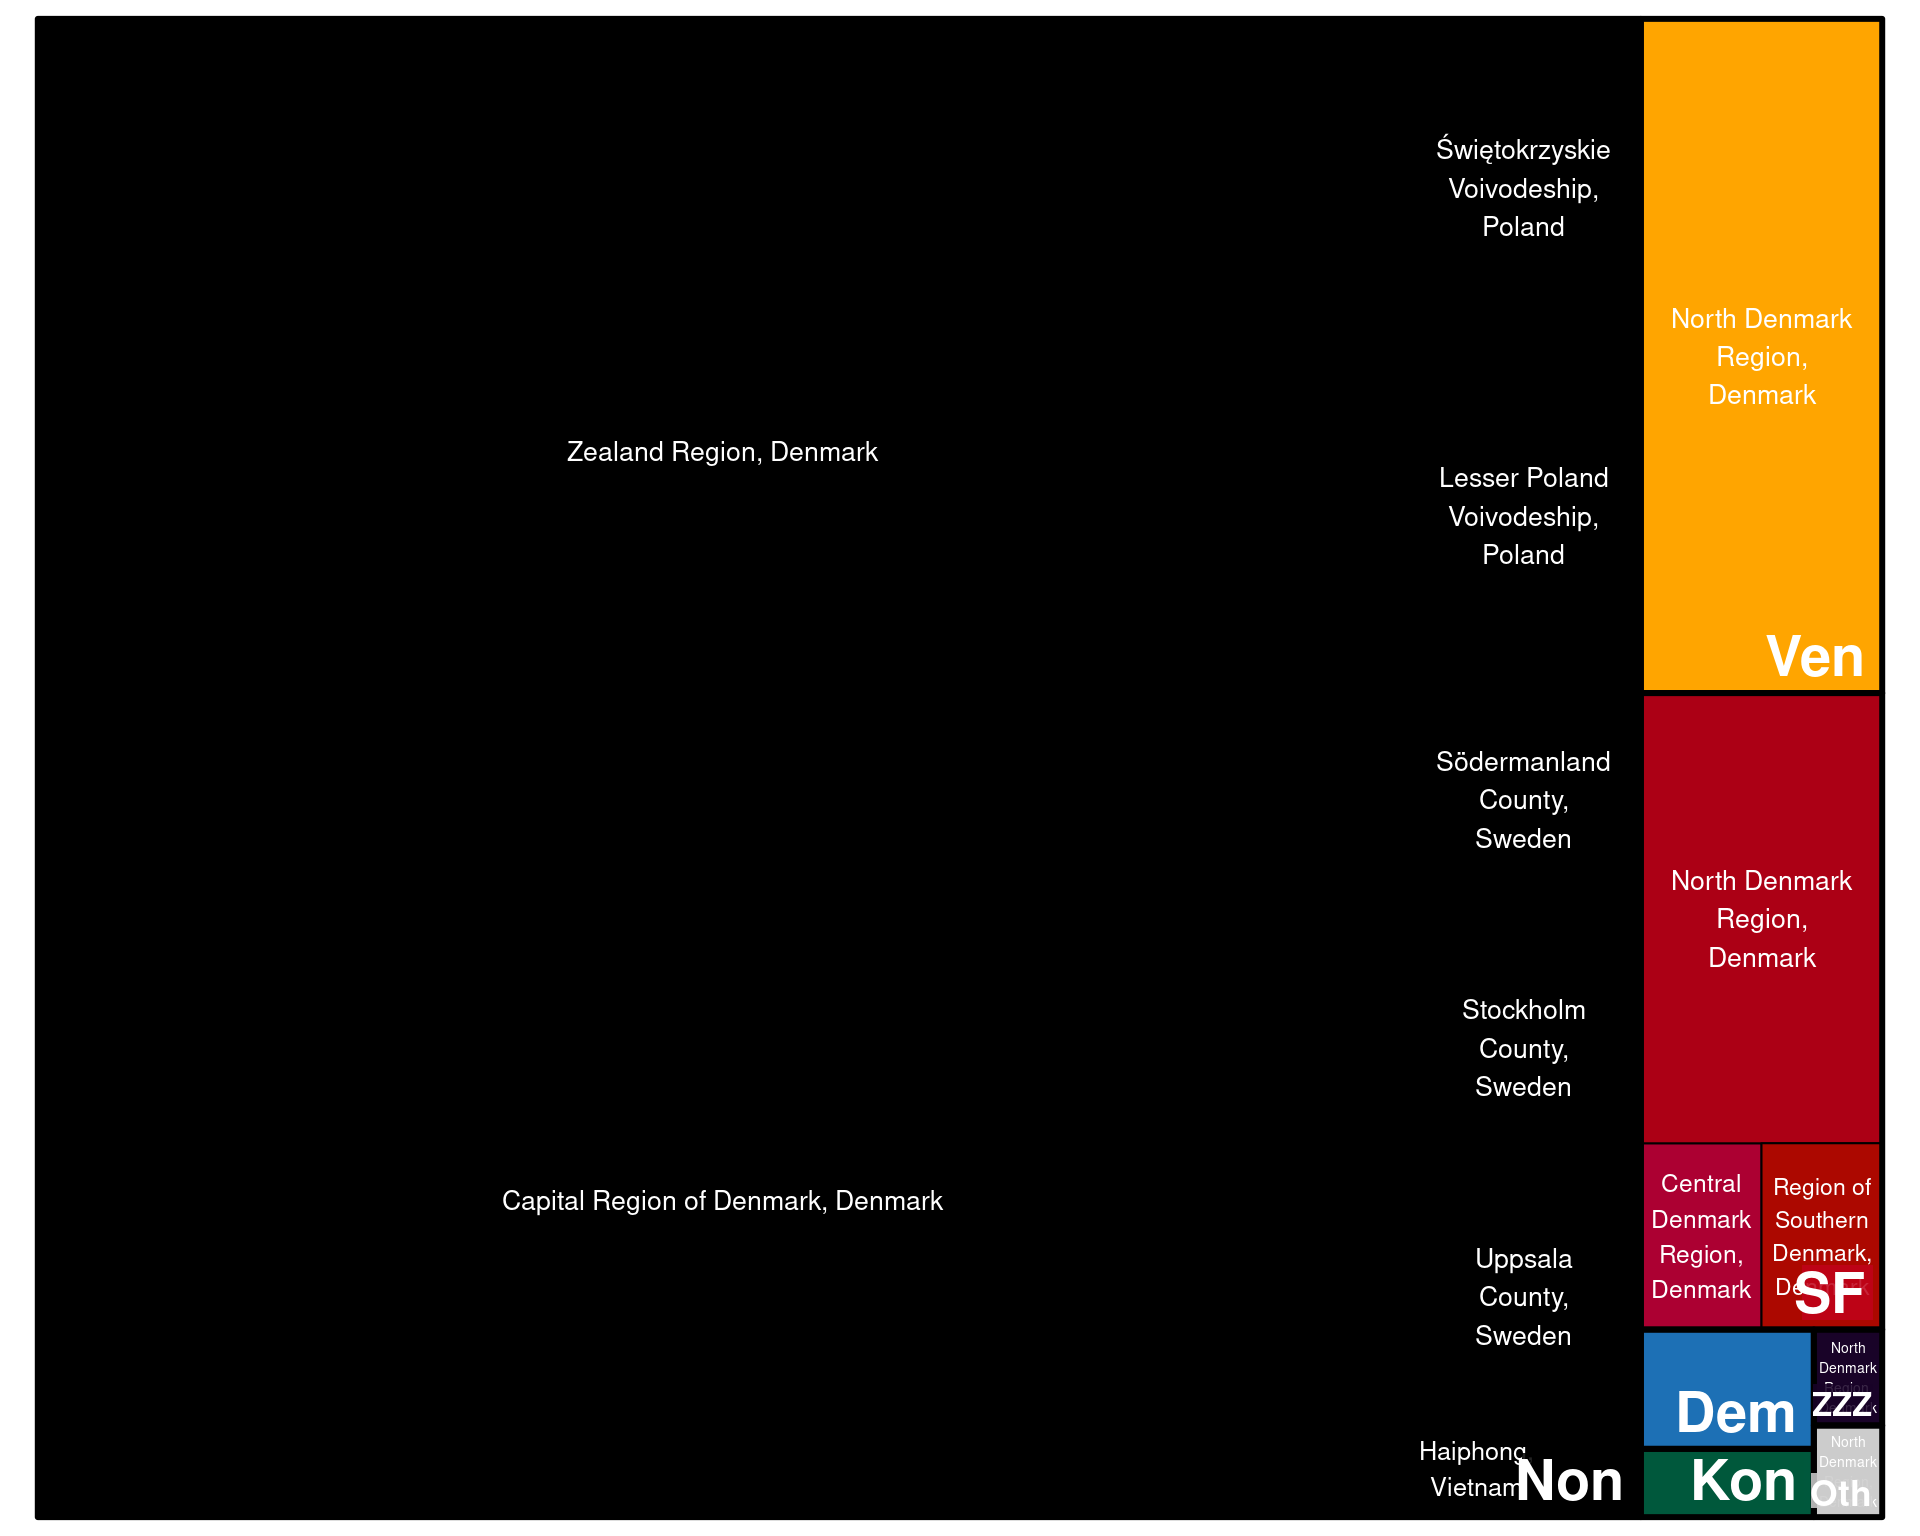 Zealand Region, Denmark
Capital Region of Denmark, Denmark
Świętokrzyskie
Voivodeship,
Poland
Lesser Poland
Voivodeship,
Poland
Södermanland
County,
Sweden
Stockholm
County,
Sweden
Uppsala
County,
Sweden
Haiphong,
Vietnam
Non
North Denmark
Region,
Denmark
Ven
North Denmark
Region,
Denmark
Central
Denmark
Region,
Denmark
Region of
Southern
Denmark,
SF
Dem
Kon
North
Denmark
Region,
ZZZ
North
Denmark
Oth